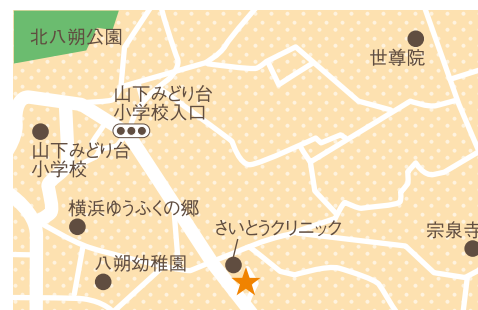 北八朔公園
世尊院
山下みどり台
小学校入口
山下みどり台
小学校
横浜ゆうふくの郷
さいとうクリニック
宗泉寺
八朔幼稚園